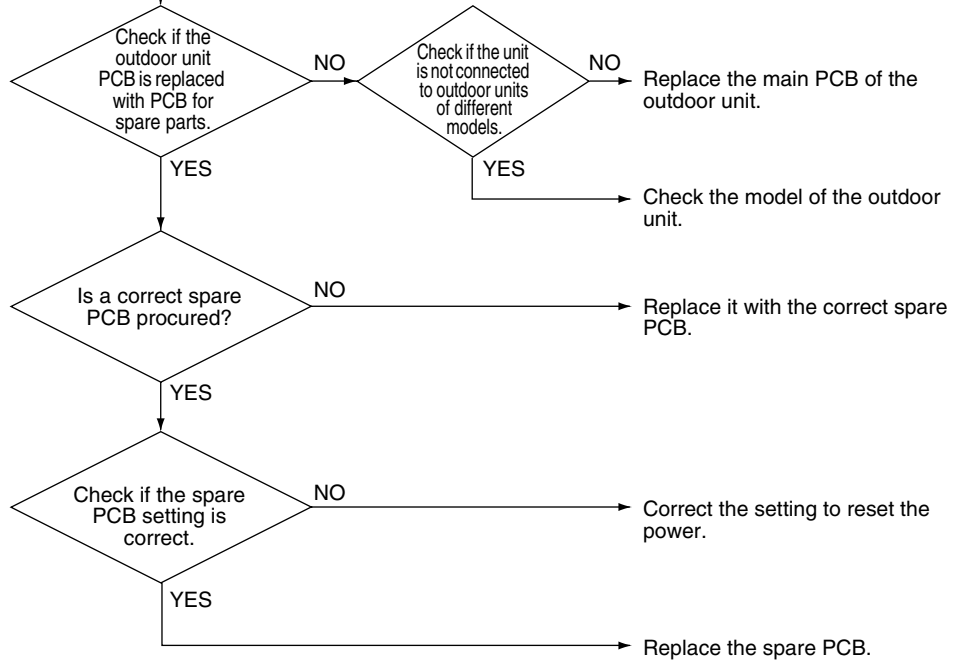 Check if the
outdoor unit
PCB is replaced
with PCB for
spare parts.
NO
Check if the unit
is not connected
to outdoor units
of different
models.
NO
Replace the main PCB of the
outdoor unit.
YES
YES
Check the model of the outdoor
unit.
Is a correct spare
PCB procured?
NO
Replace it with the correct spare
PCB.
YES
Check if the spare
PCB setting is
correct.
NO
Correct the setting to reset the
power.
YES
Replace the spare PCB.